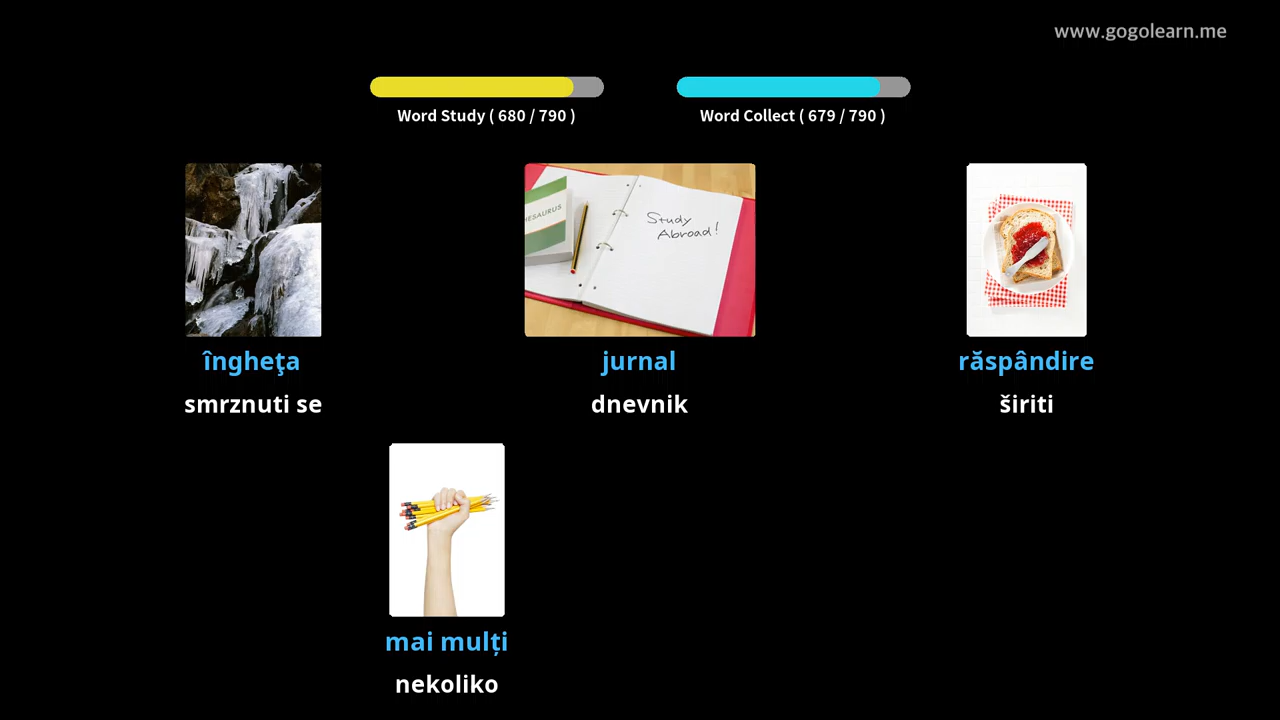 www.gogolearn.me
Word Study ( 680 / 790 )
Word Collect ( 679 / 790 )
HESAURUS
Study
Abroad!
îngheţa
jurnal
răspândire
smrznuti se
dnevnik
širiti
mai mulți
nekoliko